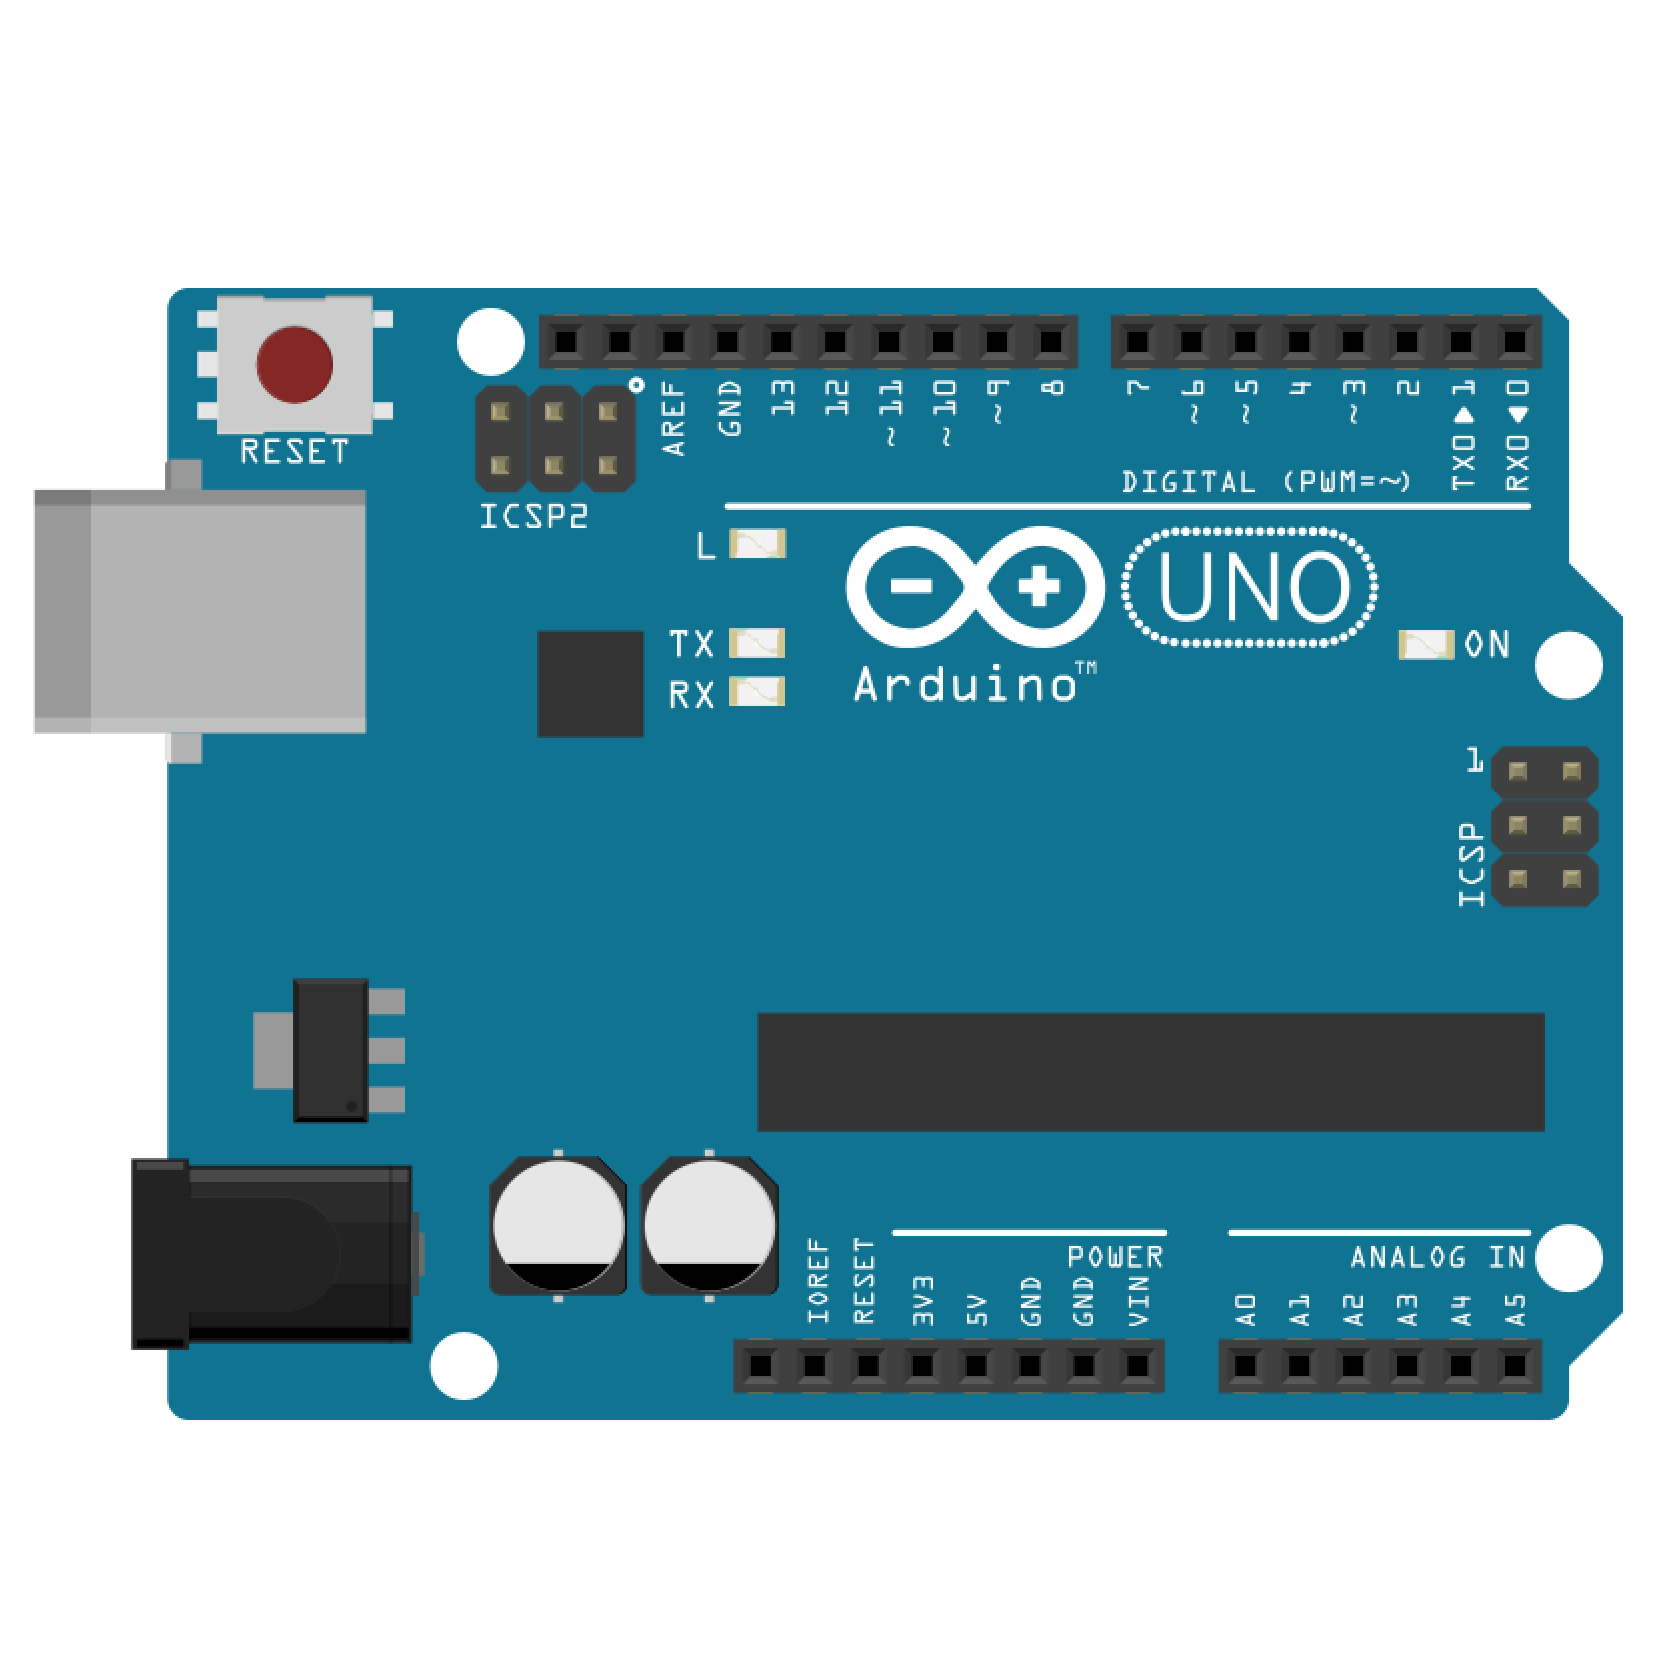 RESET
ICSP2
AREF
GND
13
12
~11
~10
~9
8
7
~6
~5
4
~3
2
TX0▶1
RX0◀0
DIGITAL (PWM=~)
L
TX
RX
Arduino™
UNO
ON
1
ICSP
IOREF
RESET
3V3
5V
GND
GND
VIN
POWER
ANALOG IN
A0
A1
A2
A3
A4
A5